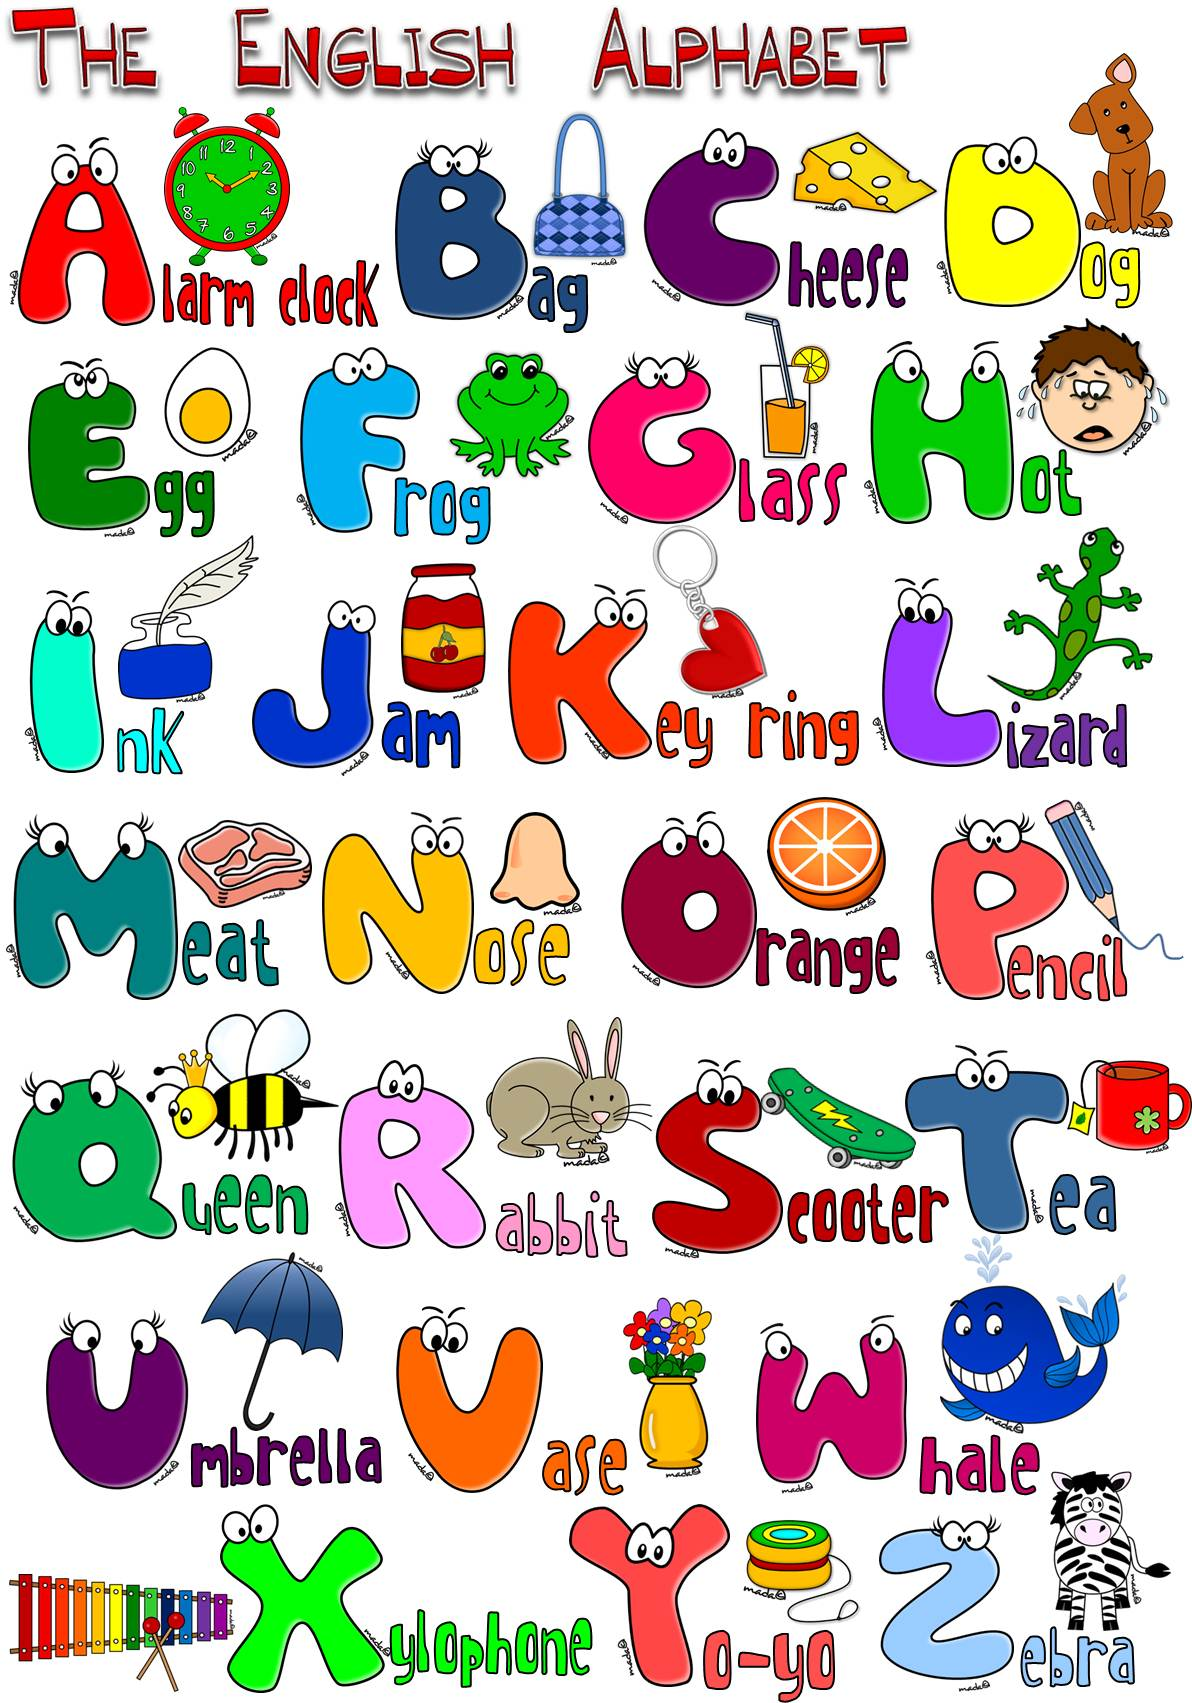 The English Alphabet
Alarm clock Bag Cheese Dog
Egg Frog Glass Hot
Ink Jam Key ring Lizard
Meat Nose Orange Pencil
Queen Rabbit Scooter Tea
Umbrella Vase Whale
Xylophone Yo-yo Zebra